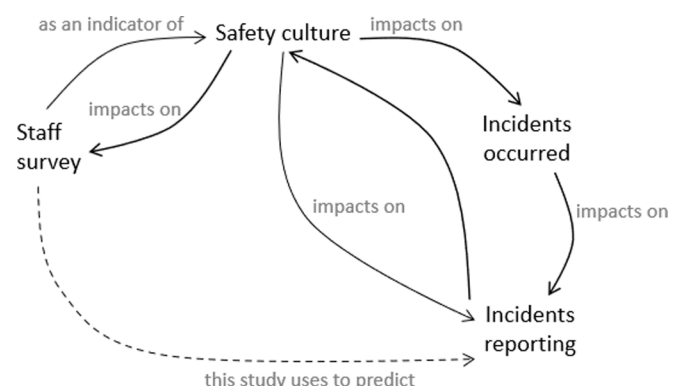 as an indicator of
Safety culture
impacts on
impacts on
Incidents
occurred
Staff
survey
impacts on
impacts on
Incidents
reporting
this study uses to predict